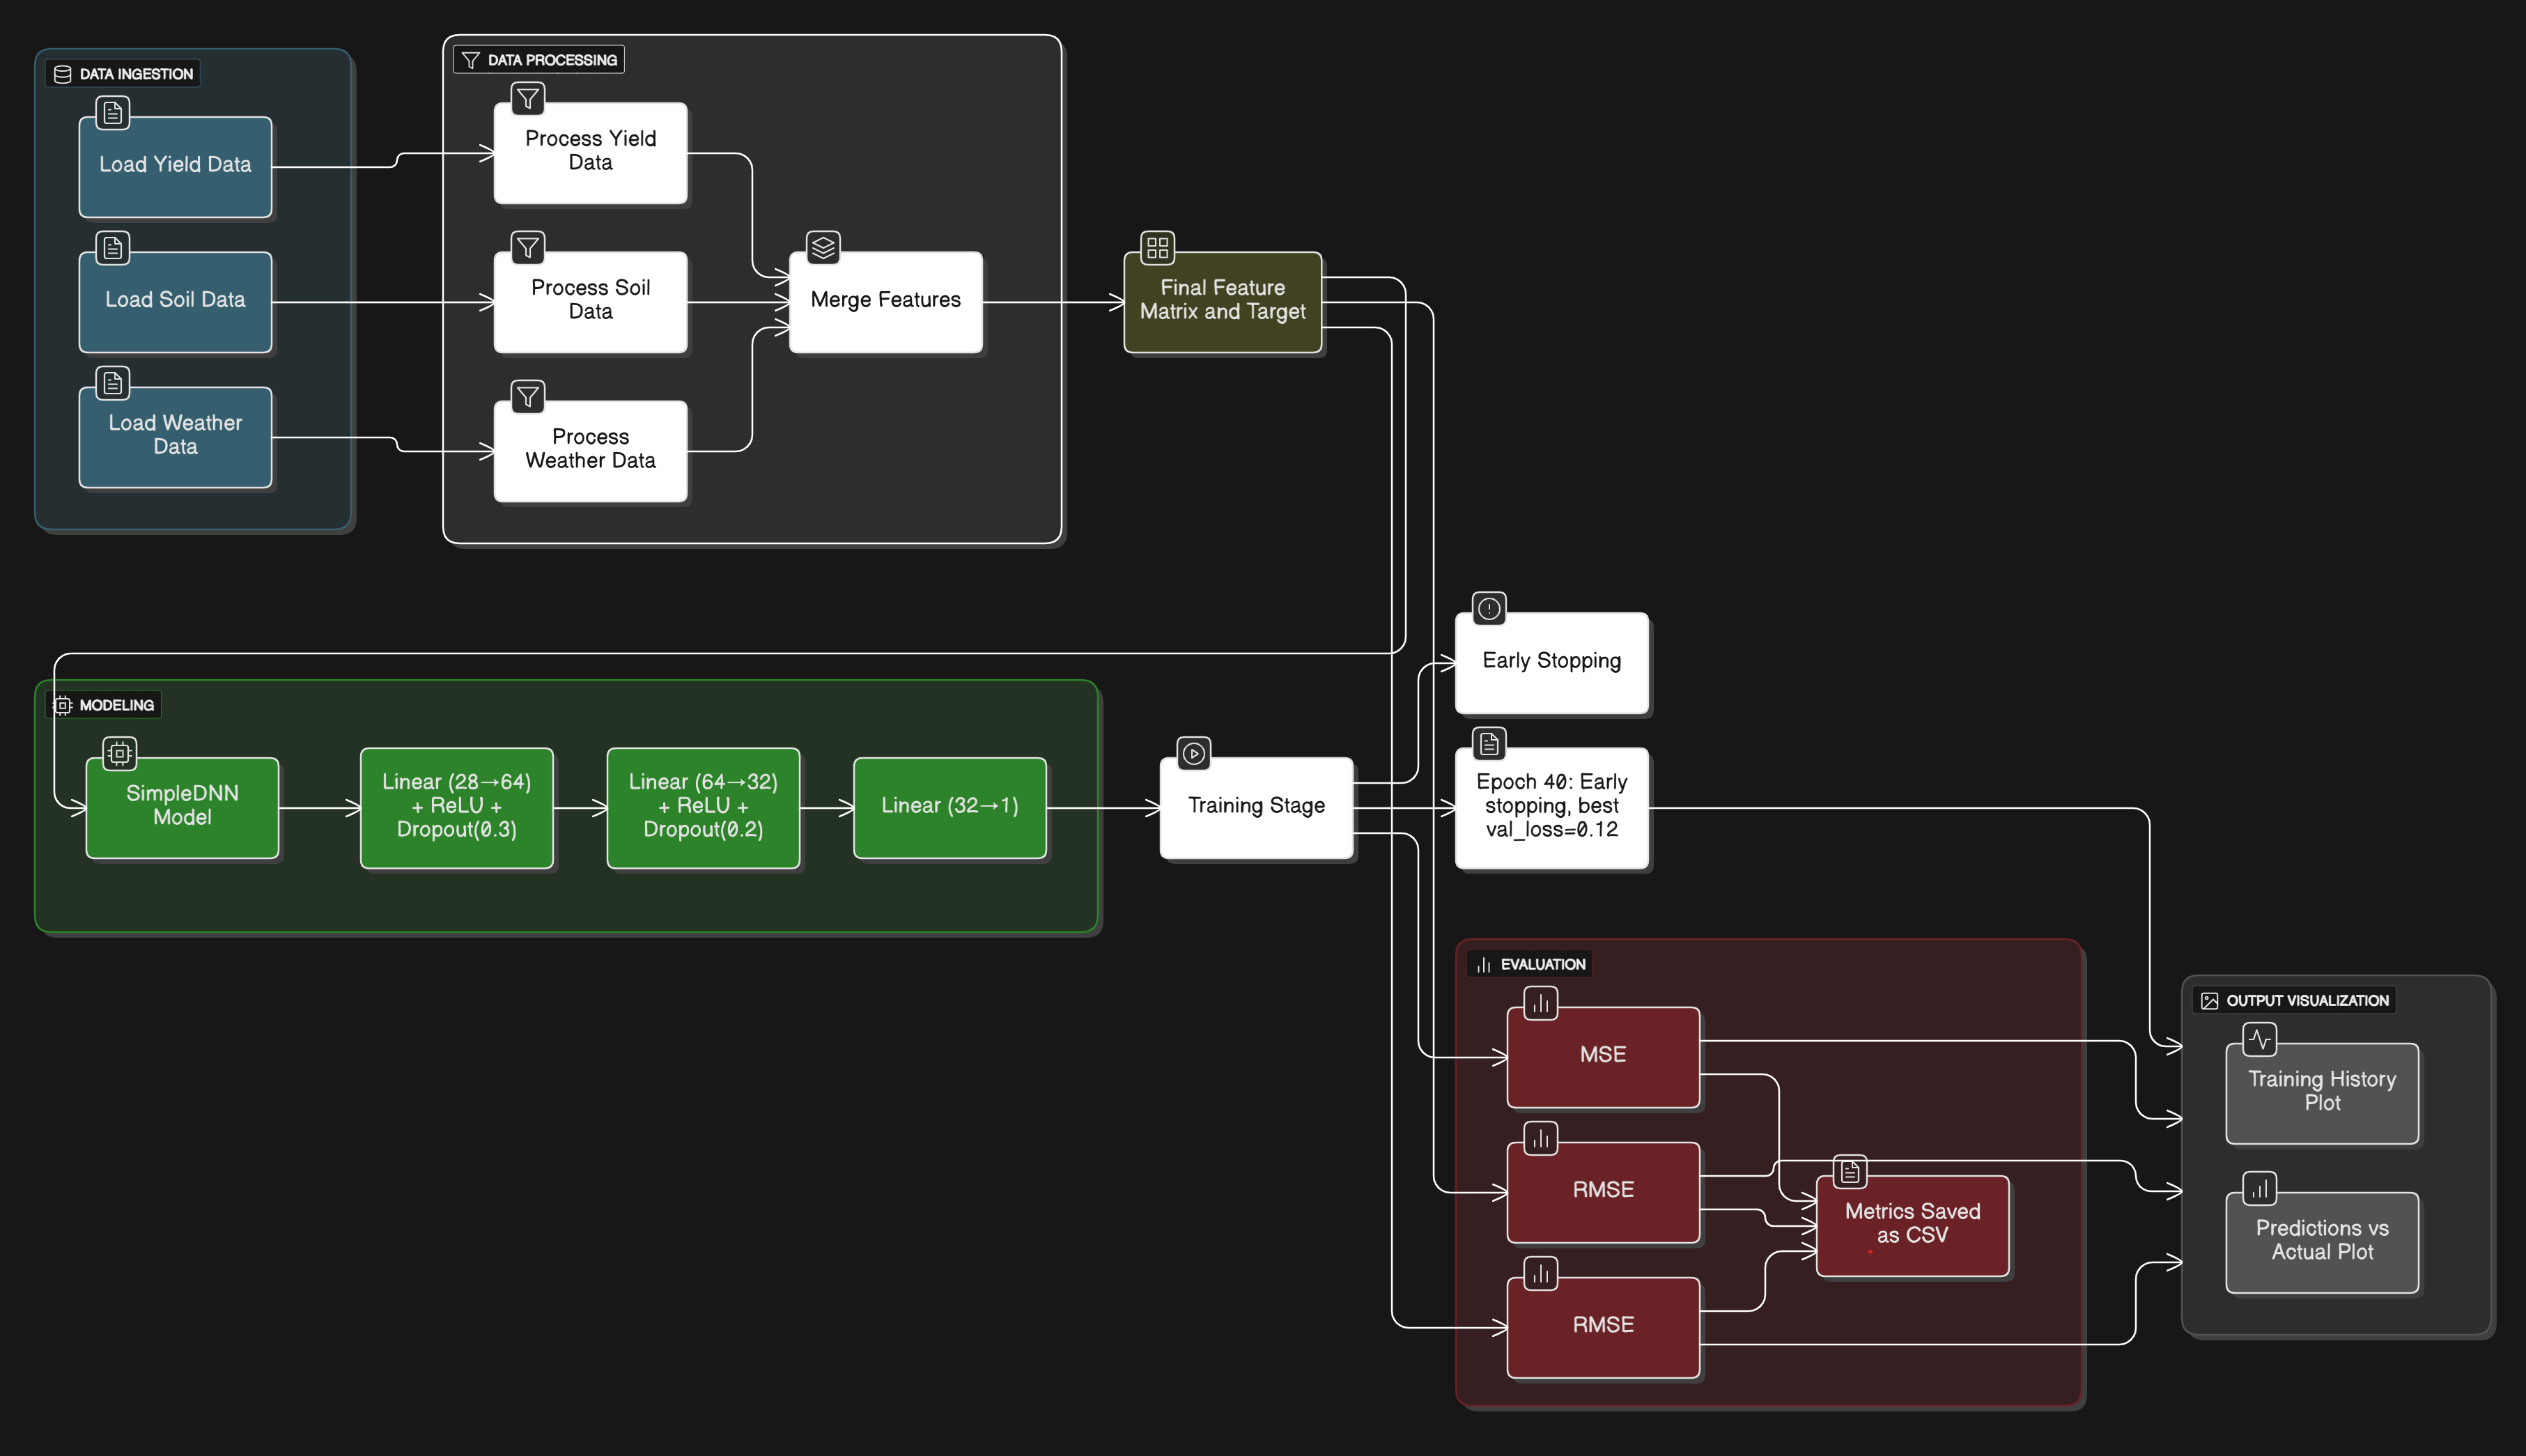 DATA INGESTION
Load Yield Data
Load Soil Data
Load Weather
Data
DATA PROCESSING
Process Yield
Data
Process Soil
Data
Process
Weather Data
Merge Features
Final Feature
Matrix and Target
MODELING
SimpleDNN
Model
Linear (28→64)
+ ReLU +
Dropout(0.3)
Linear (64→32)
+ ReLU +
Dropout(0.2)
Linear (32→1)
Training Stage
Early Stopping
Epoch 40: Early
stopping, best
val_loss=0.12
EVALUATION
MSE
RMSE
RMSE
Metrics Saved
as CSV
OUTPUT VISUALIZATION
Training History
Plot
Predictions vs
Actual Plot